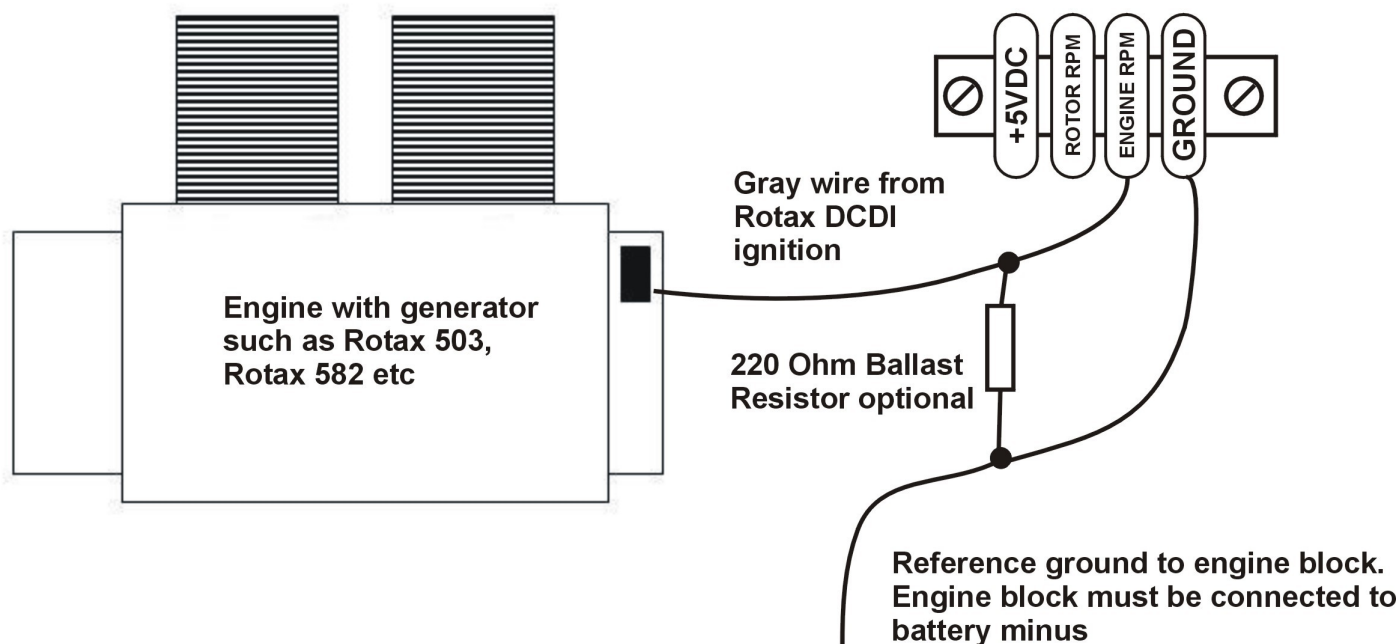 +5VDC
ROTOR RPM
ENGINE RPM
GROUND
Gray wire from
Rotax DCDI
ignition
Engine with generator
such as Rotax 503,
Rotax 582 etc
220 Ohm Ballast
Resistor optional
Reference ground to engine block.
Engine block must be connected to
battery minus